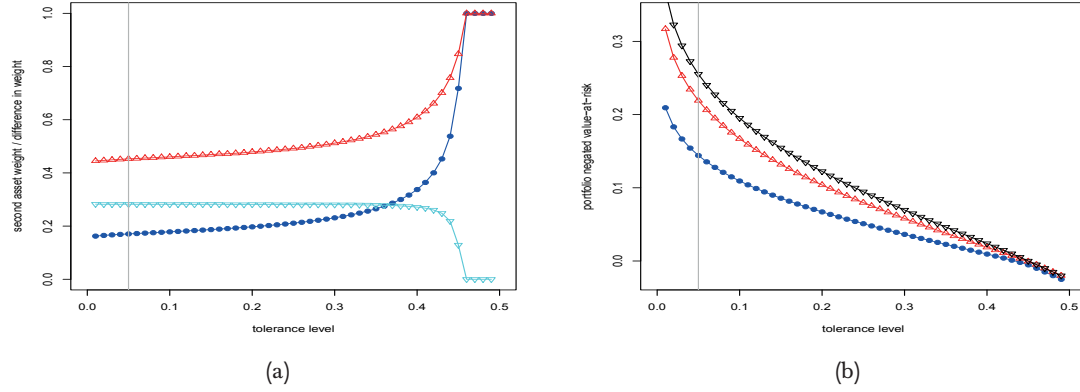 second asset weight / difference in weight
1.0
0.8
0.6
0.4
0.2
0.0
0.0 0.1 0.2 0.3 0.4 0.5
tolerance level
(a)
portfolio negated value-at-risk
0.3
0.2
0.1
0.0
0.0 0.1 0.2 0.3 0.4 0.5
tolerance level
(b)